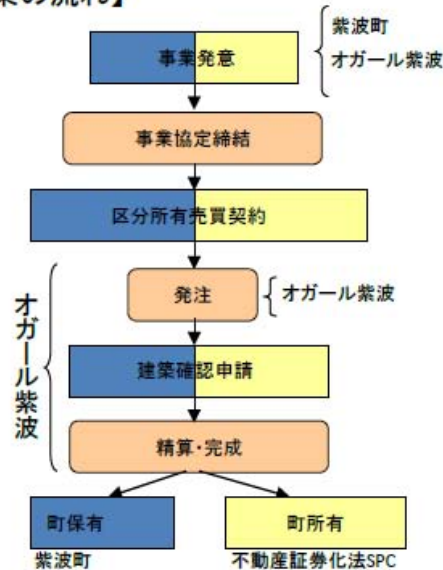 業の流れ】
事業発意
紫波町
オガール紫波
事業協定締結
区分所有売買契約
発注
オガール紫波
オガール紫波
建築確認申請
精算・完成
町保有
町所有
紫波町
不動産証券化法SPC